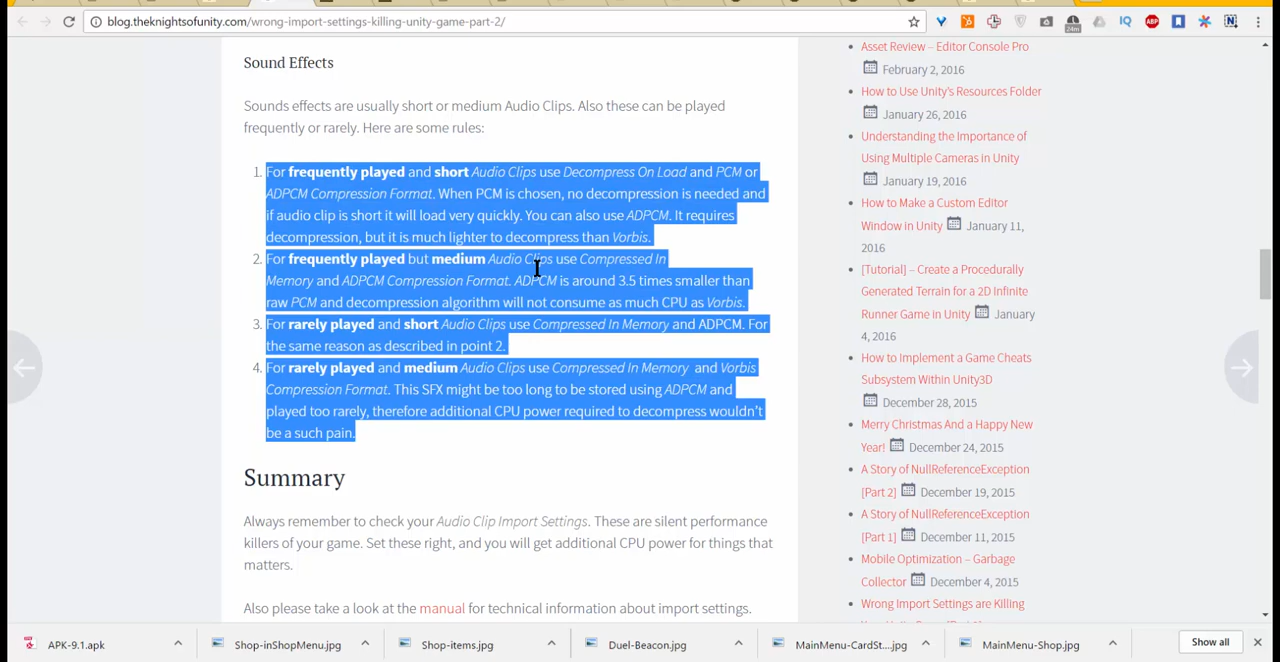 blog.theknightsofunity.com/wrong-import-settings-killing-unity-game-part-2/
24m
IQ
ABP
N
Sound Effects
Sounds effects are usually short or medium Audio Clips. Also these can be played
frequently or rarely. Here are some rules:
1. For frequently played and short Audio Clips use Decompress On Load and PCM or
ADPCM Compression Format. When PCM is chosen, no decompression is needed and
if audio clip is short it will load very quickly. You can also use ADPCM. It requires
decompression, but it is much lighter to decompress than Vorbis.
2. For frequently played but medium Audio Clips use Compressed In
Memory and ADPCM Compression Format. ADPCM is around 3.5 times smaller than
raw PCM and decompression algorithm will not consume as much CPU as Vorbis.
3. For rarely played and short Audio Clips use Compressed In Memory and ADPCM. For
the same reason as described in point 2.
4. For rarely played and medium Audio Clips use Compressed In Memory and Vorbis
Compression Format. This SFX might be too long to be stored using ADPCM and
played too rarely, therefore additional CPU power required to decompress wouldn't
be a such pain.
Summary
Always remember to check your Audio Clip Import Settings. These are silent performance
killers of your game. Set these right, and you will get additional CPU power for things that
matters.
Also please take a look at the manual for technical information about import settings.
Asset Review – Editor Console Pro
February 2, 2016
How to Use Unity's Resources Folder
January 26, 2016
Understanding the Importance of
Using Multiple Cameras in Unity
January 19, 2016
How to Make a Custom Editor
Window in Unity January 11,
2016
[Tutorial] – Create a Procedurally
Generated Terrain for a 2D Infinite
Runner Game in Unity January
4, 2016
How to Implement a Game Cheats
Subsystem Within Unity3D
December 28, 2015
Merry Christmas And a Happy New
Year! December 24, 2015
A Story of NullReferenceException
[Part 2] December 19, 2015
A Story of NullReferenceException
[Part 1] December 11, 2015
Mobile Optimization – Garbage
Collector December 4, 2015
Wrong Import Settings are Killing
APK-9.1.apk
Shop-inShopMenu.jpg
Shop-items.jpg
Duel-Beacon.jpg
MainMenu-CardSt....jpg
MainMenu-Shop.jpg
Show all